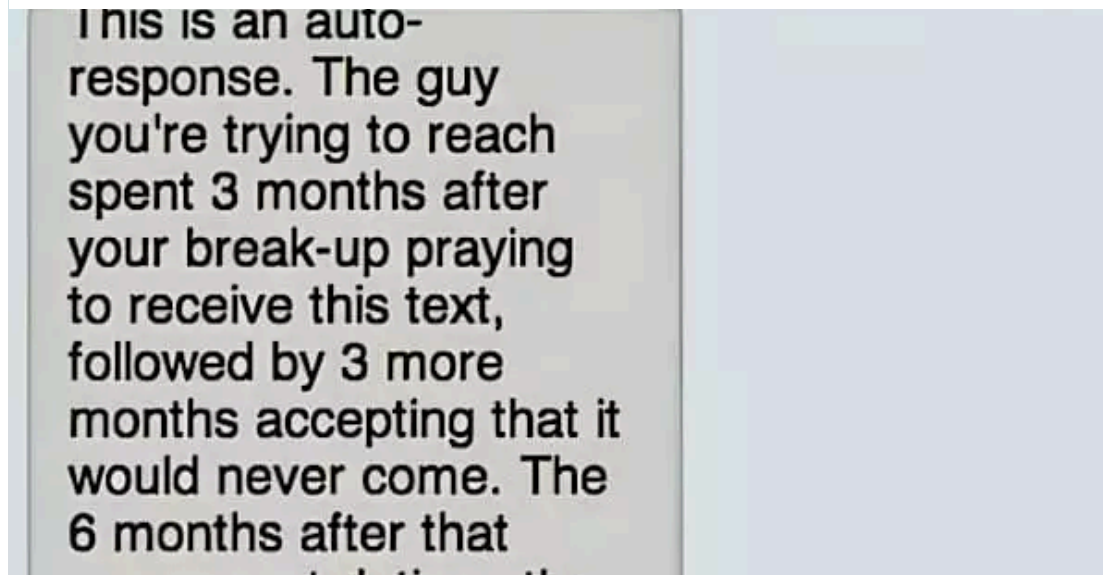 This is an auto-
response. The guy
you're trying to reach
spent 3 months after
your break-up praying
to receive this text,
followed by 3 more
months accepting that it
would never come. The
6 months after that